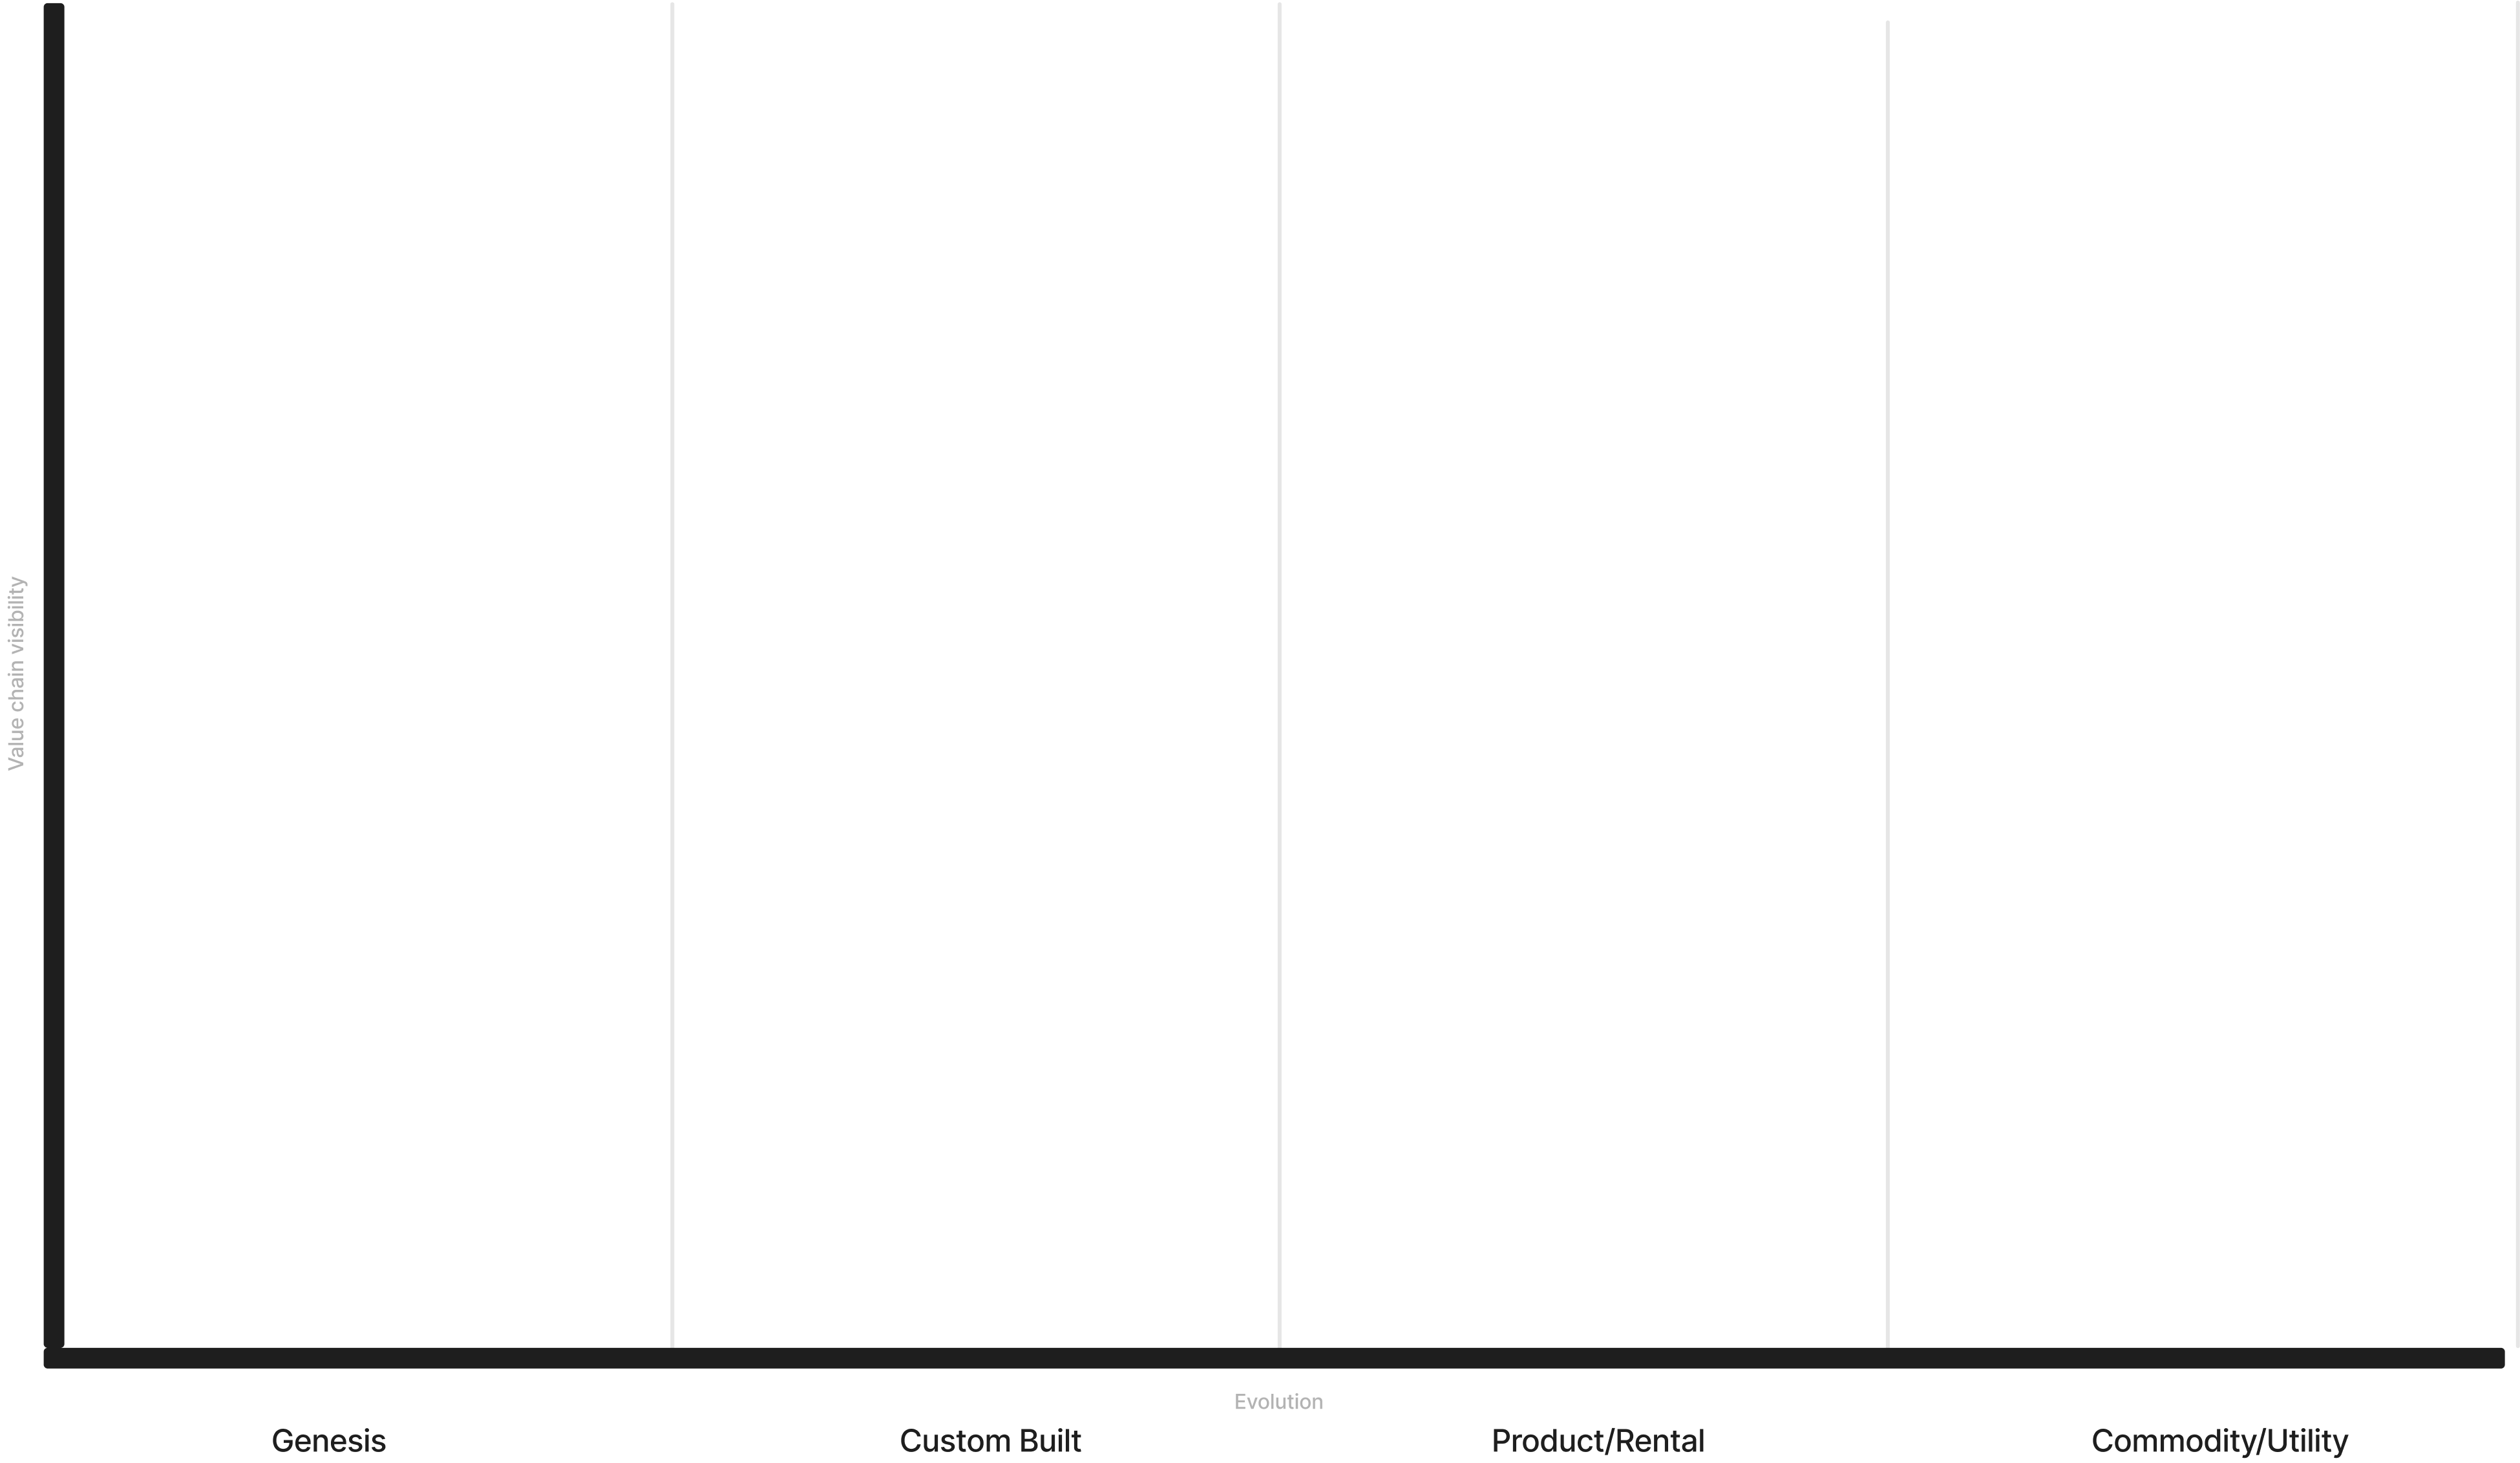 Value chain visibility
Evolution
Genesis
Custom Built
Product/Rental
Commodity/Utility